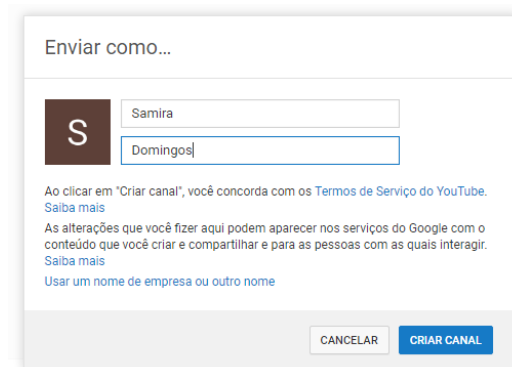 Enviar como...
S
Samira
Domingos
Ao clicar em "Criar canal", você concorda com os Termos de Serviço do YouTube.
Saiba mais
As alterações que você fizer aqui podem aparecer nos serviços do Google com o
conteúdo que você criar e compartilhar e para as pessoas com as quais interagir.
Saiba mais
Usar um nome de empresa ou outro nome
CANCELAR CRIAR CANAL